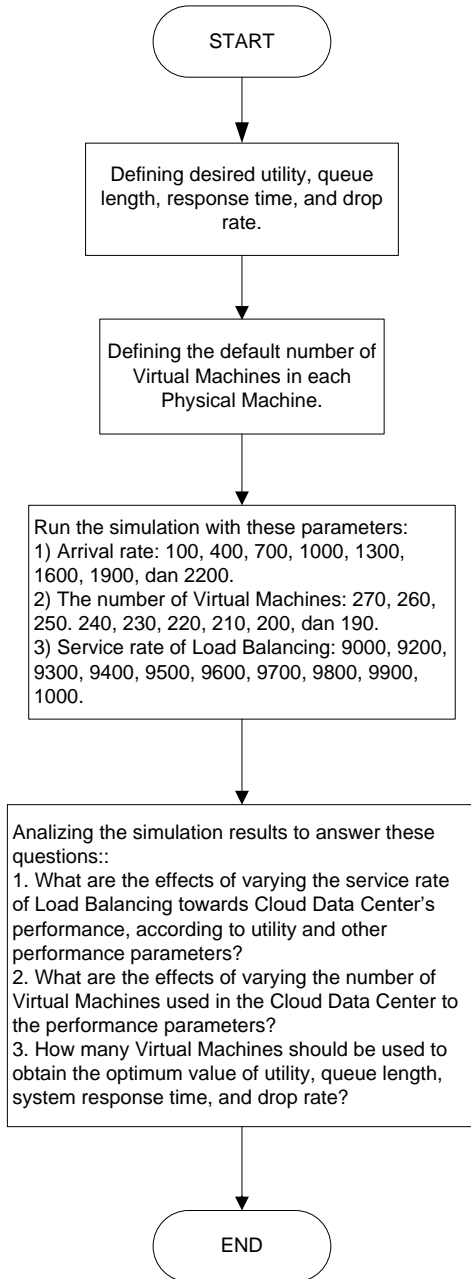 START
Defining desired utility, queue
length, response time, and drop
rate.
Defining the default number of
Virtual Machines in each
Physical Machine.
Run the simulation with these parameters:
1) Arrival rate: 100, 400, 700, 1000, 1300,
1600, 1900, dan 2200.
2) The number of Virtual Machines: 270, 260,
250. 240, 230, 220, 210, 200, dan 190.
3) Service rate of Load Balancing: 9000, 9200,
9300, 9400, 9500, 9600, 9700, 9800, 9900,
1000.
Analizing the simulation results to answer these
questions::
1. What are the effects of varying the service rate
of Load Balancing towards Cloud Data Center’s
performance, according to utility and other
performance parameters?
2. What are the effects of varying the number of
Virtual Machines used in the Cloud Data Center to
the performance parameters?
3. How many Virtual Machines should be used to
obtain the optimum value of utility, queue length,
system response time, and drop rate?
END